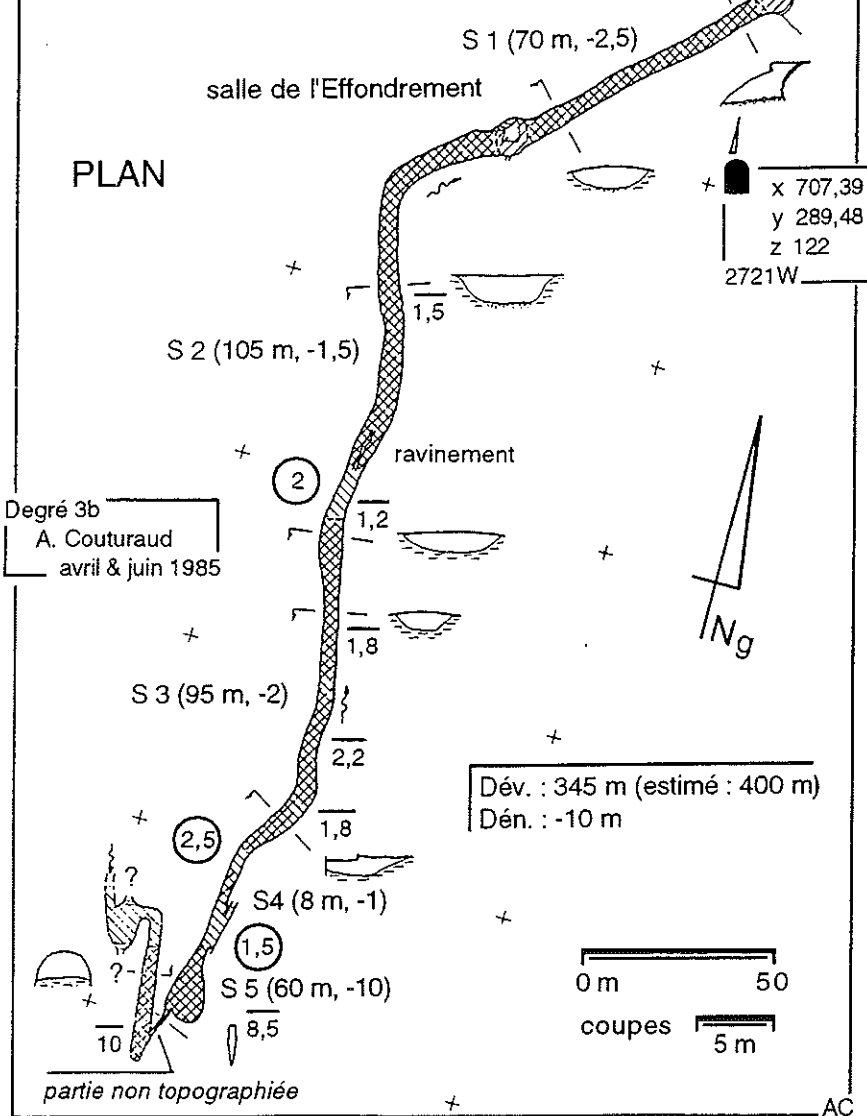 S 1 (70 m, -2,5)
salle de l'Effondrement
PLAN
x 707,39
y 289,48
z 122
2721W
1,5
S 2 (105 m, -1,5)
ravinement
2
1,2
Degré 3b
A. Couturaud
avril & juin 1985
1,8
Ng
S 3 (95 m, -2)
2,2
Dév. : 345 m (estimé : 400 m)
Dén. : -10 m
1,8
2,5
?
S4 (8 m, -1)
1,5
?
S 5 (60 m, -10)
8,5
10
0 m 50
coupes
5 m
partie non topographiée
AC